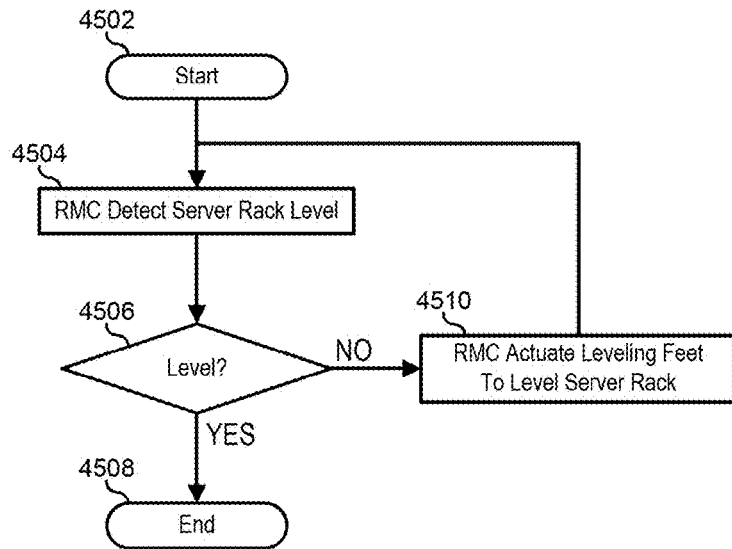 4502
Start
4504
RMC Detect Server Rack Level
4506
Level?
NO
4510
RMC Actuate Leveling Feet
To Level Server Rack
YES
4508
End